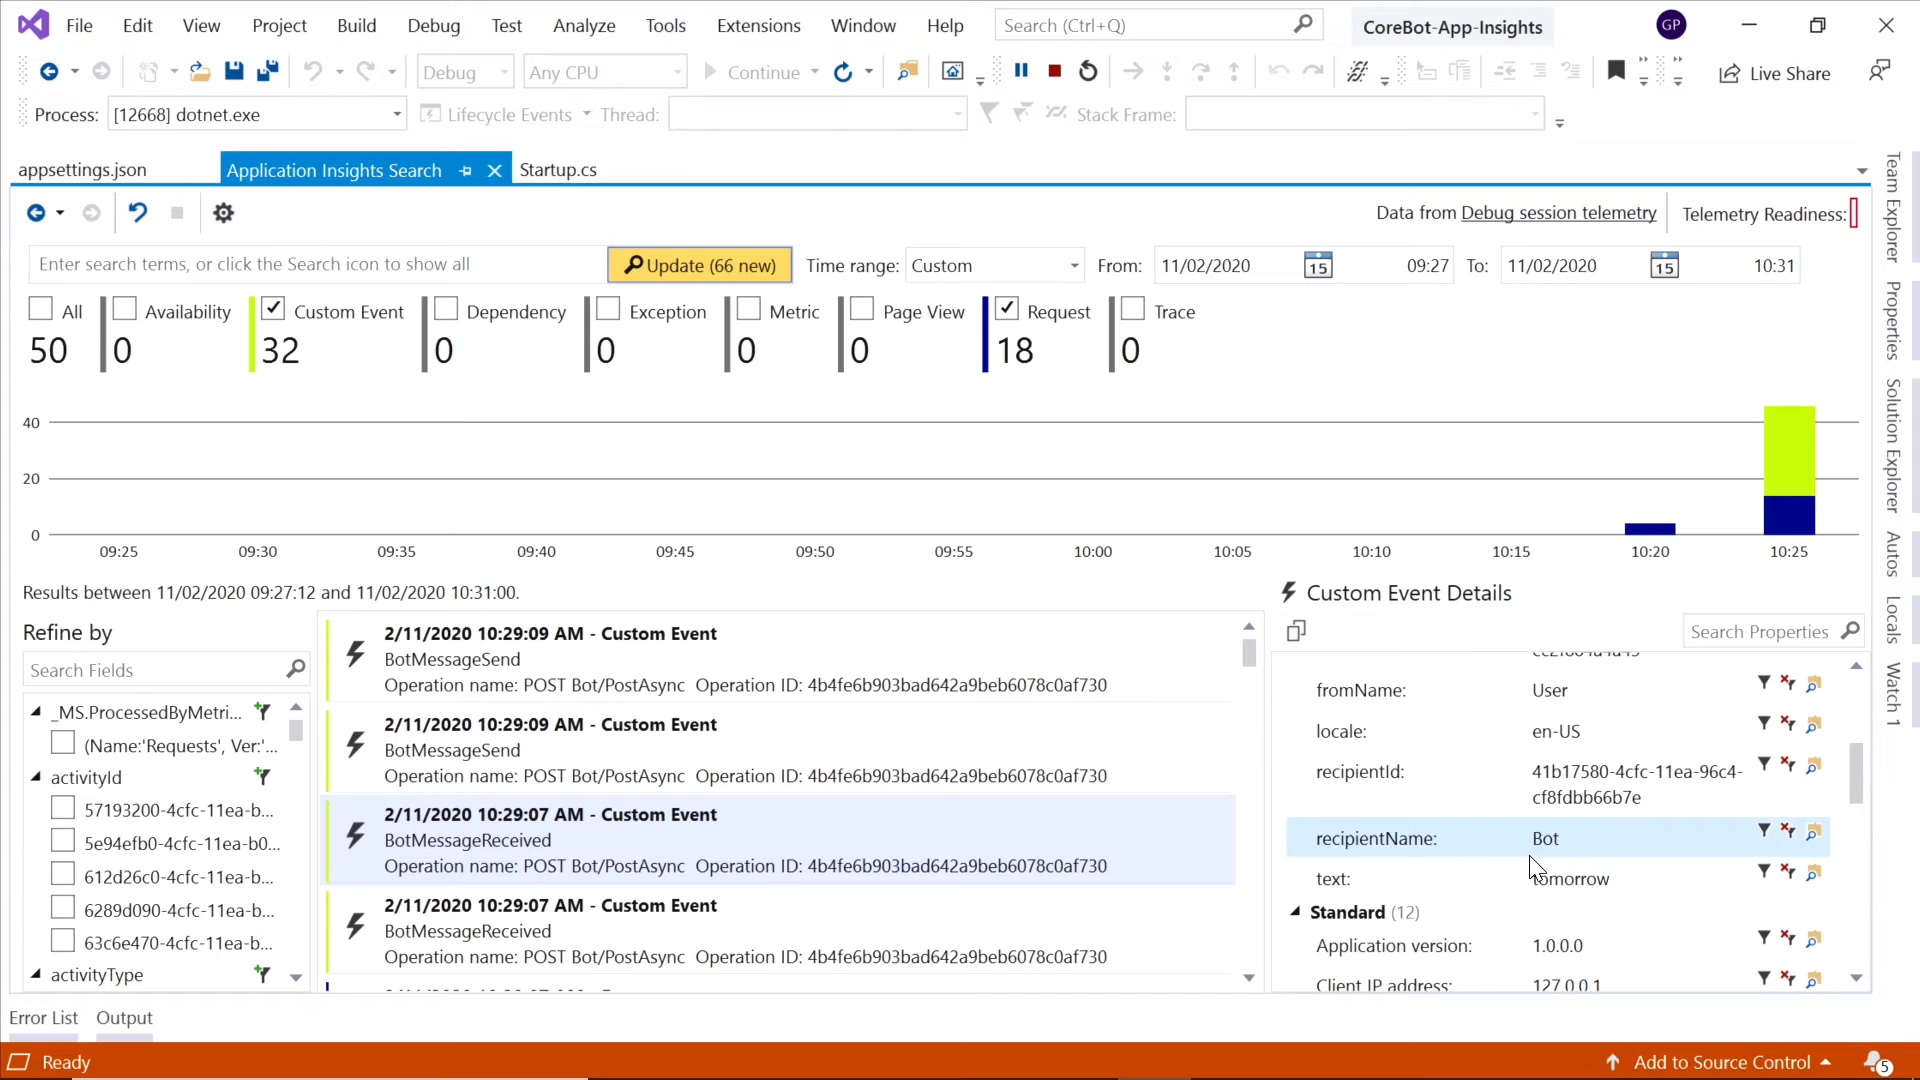 File Edit View Project Build Debug Test Analyze Tools Extensions Window Help Search (Ctrl+Q) CoreBot-App-Insights GP
Debug Any CPU Continue Live Share
Process: [12668] dotnet.exe Lifecycle Events Thread: Stack Frame:
appsettings.json Application Insights Search Startup.cs
Data from Debug session telemetry Telemetry Readiness:
Enter search terms, or click the Search icon to show all Update (66 new) Time range: Custom From: 11/02/2020 15 09:27 To: 11/02/2020 15 10:31
All Availability Custom Event Dependency Exception Metric Page View Request Trace
50 0 32 0 0 0 0 18 0
40
20
0
09:25 09:30 09:35 09:40 09:45 09:50 09:55 10:00 10:05 10:10 10:15 10:20 10:25
Results between 11/02/2020 09:27:12 and 11/02/2020 10:31:00.
Refine by
Search Fields
_MS.ProcessedByMetri...
(Name:'Requests', Ver:'...
activityId
57193200-4cfc-11ea-b...
5e94efb0-4cfc-11ea-b0...
612d26c0-4cfc-11ea-b...
6289d090-4cfc-11ea-b...
63c6e470-4cfc-11ea-b...
activityType
2/11/2020 10:29:09 AM - Custom Event
BotMessageSend
Operation name: POST Bot/PostAsync Operation ID: 4b4fe6b903bad642a9beb6078c0af730
2/11/2020 10:29:09 AM - Custom Event
BotMessageSend
Operation name: POST Bot/PostAsync Operation ID: 4b4fe6b903bad642a9beb6078c0af730
2/11/2020 10:29:07 AM - Custom Event
BotMessageReceived
Operation name: POST Bot/PostAsync Operation ID: 4b4fe6b903bad642a9beb6078c0af730
2/11/2020 10:29:07 AM - Custom Event
BotMessageReceived
Operation name: POST Bot/PostAsync Operation ID: 4b4fe6b903bad642a9beb6078c0af730
Custom Event Details
Search Properties
fromName: User
locale: en-US
recipientId: 41b17580-4cfc-11ea-96c4-
cf8fdbb66b7e
recipientName: Bot
text: tomorrow
Standard (12)
Application version: 1.0.0.0
Client IP address: 127.0.0.1
Team Explorer
Properties
Solution Explorer
Autos
Locals
Watch 1
Error List Output
Ready Add to Source Control 5